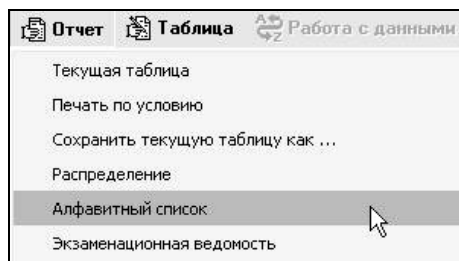 Отчет Таблица Работа с данными
Текущая таблица
Печать по условию
Сохранить текущую таблицу как ...
Распределение
Алфавитный список
Экзаменационная ведомость